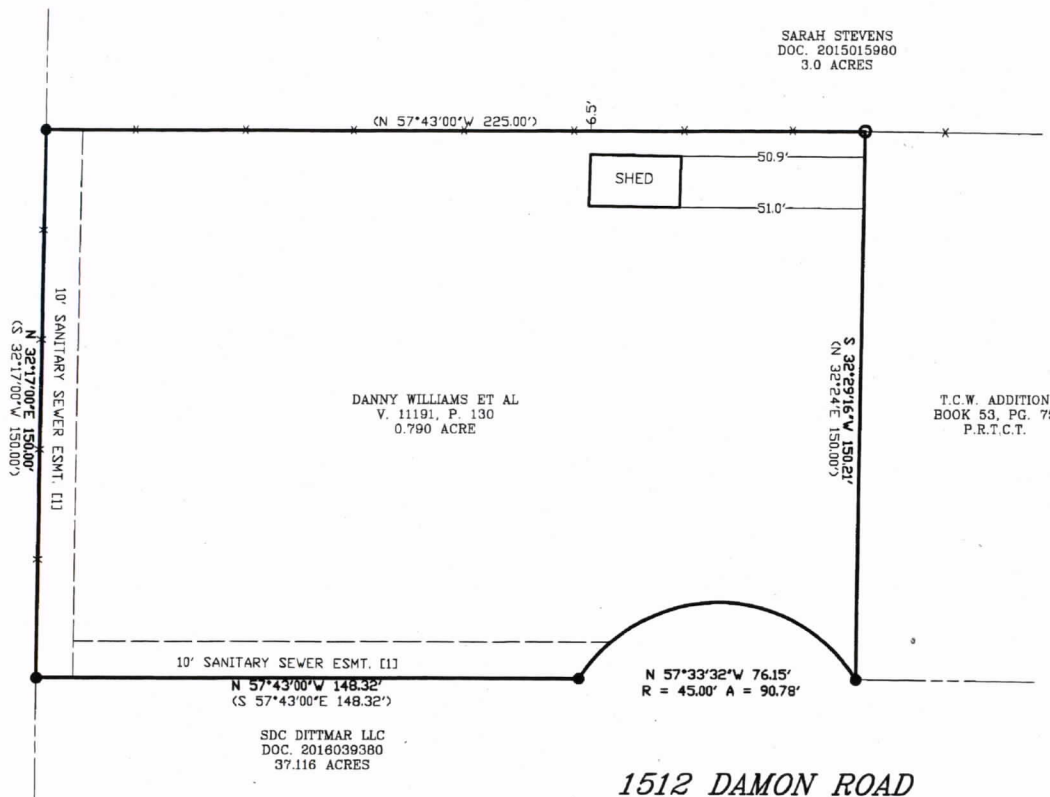 SARAH STEVENS
DOC. 2015015980
3.0 ACRES
(N 57°43'00"W 225.00')
6.5'
SHED
50.9'
51.0'
10' SANITARY SEWER ESMT. [1]
N 32°17'00"E 150.00'
(S 32°17'00"W 150.00')
DANNY WILLIAMS ET AL
V. 11191, P. 130
0.790 ACRE
S 32°29'16"W 150.21'
(N 32°24'E 150.00')
T.C.W. ADDITION
BOOK 53, PG.
P.R.T.C.T.
10' SANITARY SEWER ESMT. [1]
N 57°43'00"W 148.32'
(S 57°43'00"E 148.32')
N 57°33'32"W 76.15'
R = 45.00' A = 90.78'
SDC DITTMAR LLC
DOC. 2016039380
37.116 ACRES
1512 DAMON ROAD